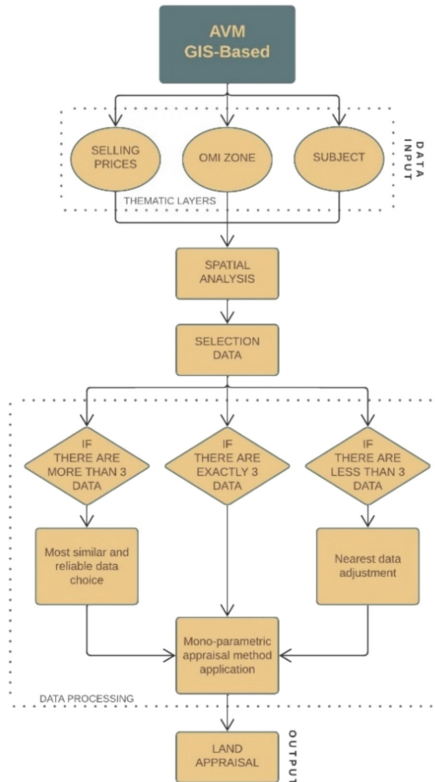 AVM
GIS-Based
SELLING
PRICES
OMI ZONE
SUBJECT
DATA
INPUT
THEMATIC LAYERS
SPATIAL
ANALYSIS
SELECTION
DATA
IF
THERE ARE
MORE THAN 3
DATA
IF
THERE ARE
EXACTLY 3
DATA
IF
THERE ARE
LESS THAN 3
DATA
Most similar and
reliable data
choice
Nearest data
adjustment
Mono-parametric
appraisal method
application
DATA PROCESSING
LAND
APPRAISAL
OUTPUT